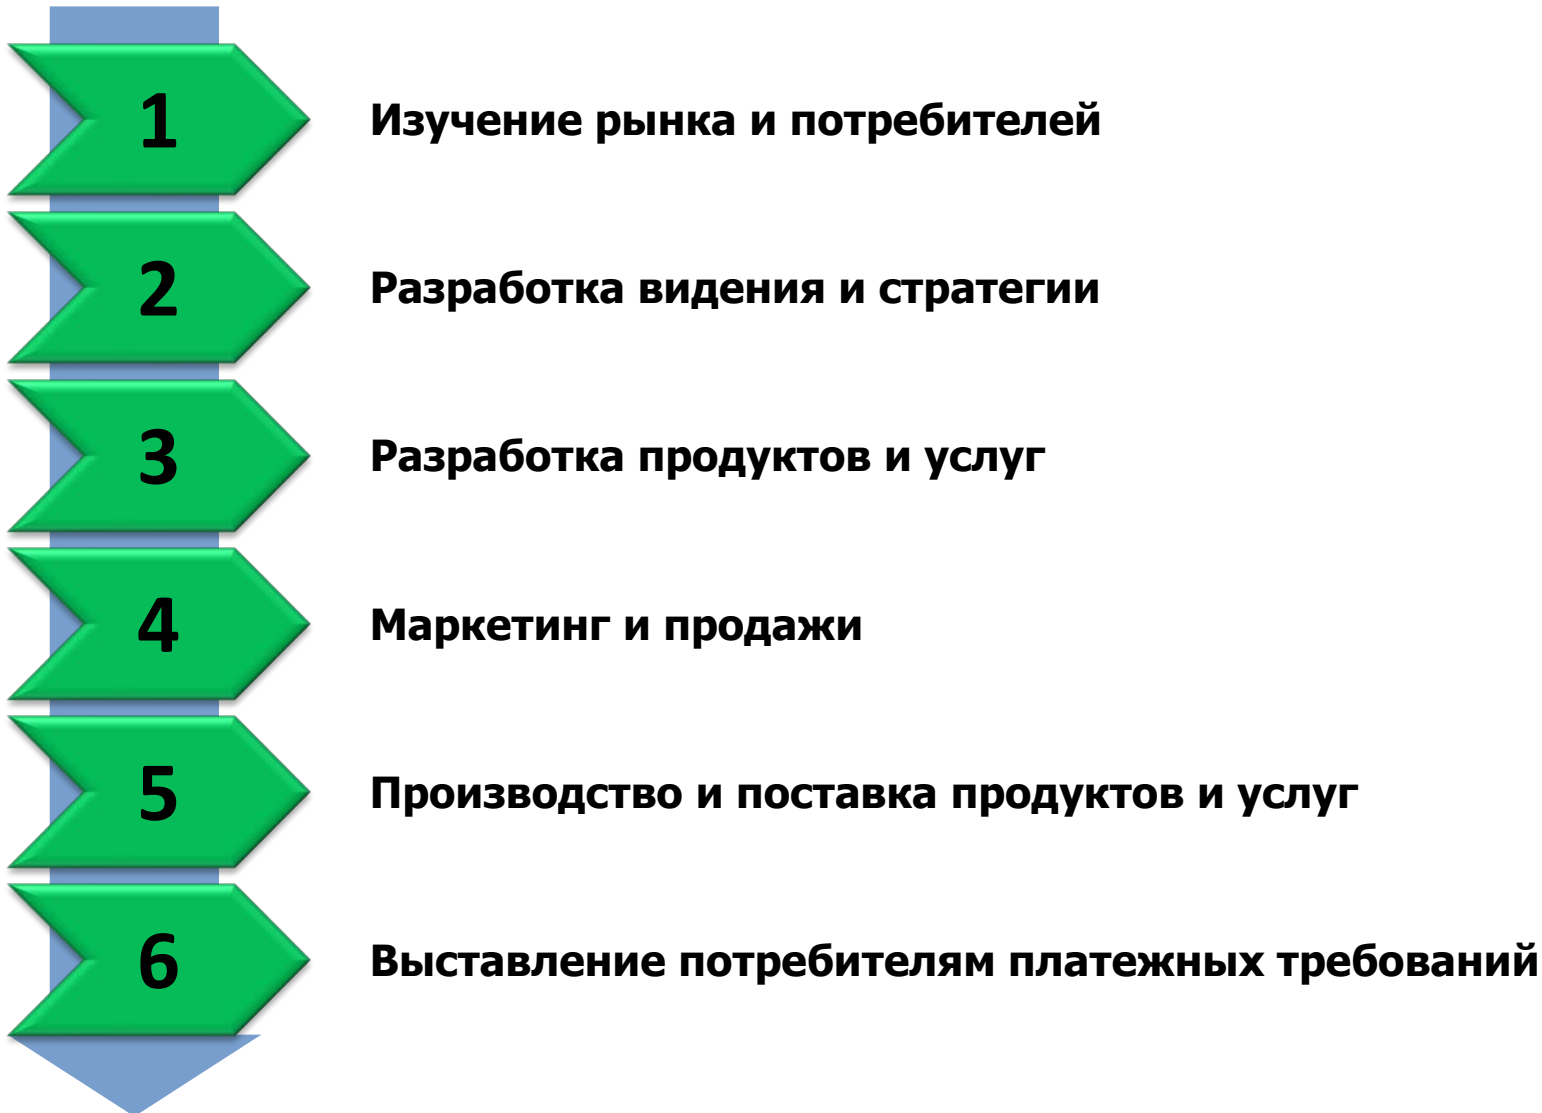 1 Изучение рынка и потребителей
2 Разработка видения и стратегии
3 Разработка продуктов и услуг
4 Маркетинг и продажи
5 Производство и поставка продуктов и услуг
6 Выставление потребителям платежных требований